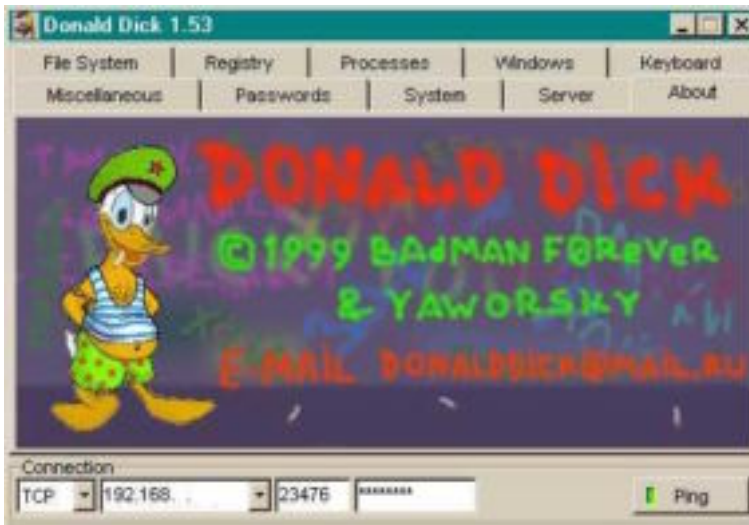 Donald Dick 1.53
File System Registry Processes Windows Keyboard
Miscellaneous Passwords System Server About
DONALD DICK
©1999 BAdMAN FØReVeR
& YAWORSKY
E-MAIL DONALDDICK@MAIL.RU
Connection
TCP 192.168. . 23476 ******** Ping